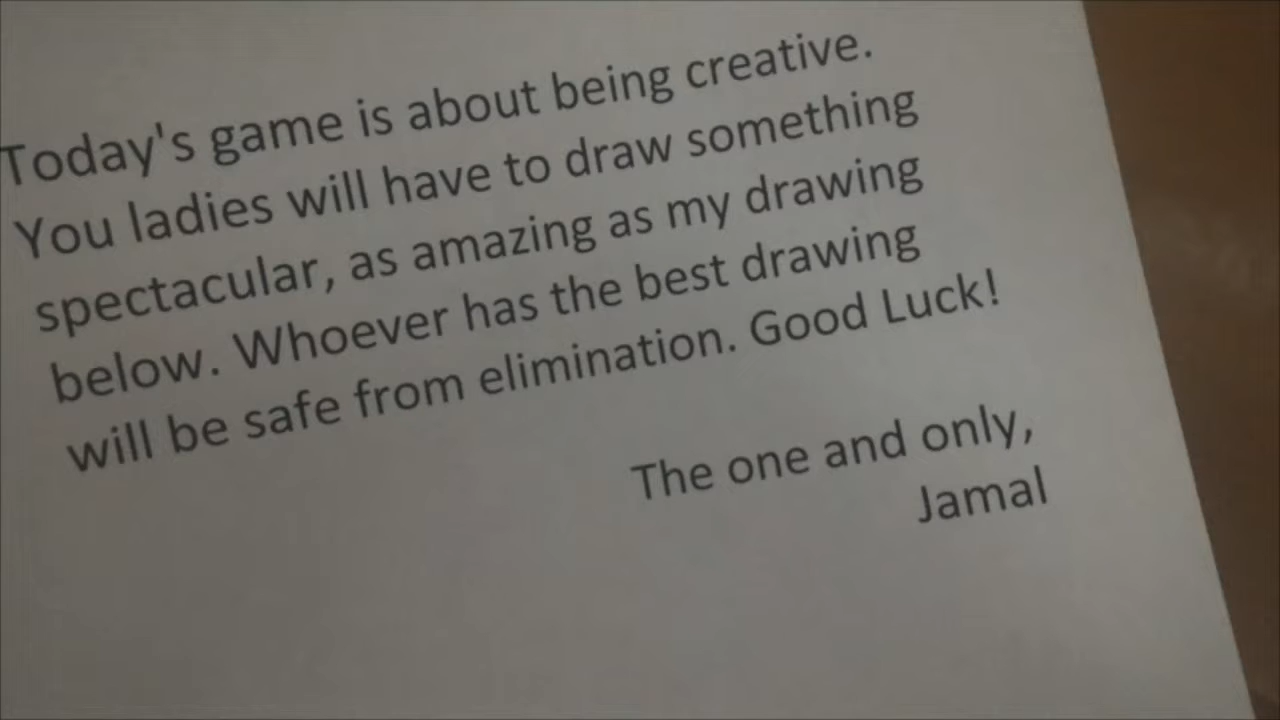 Today's game is about being creative.
You ladies will have to draw something
spectacular, as amazing as my drawing
below. Whoever has the best drawing
will be safe from elimination. Good Luck!
The one and only,
Jamal